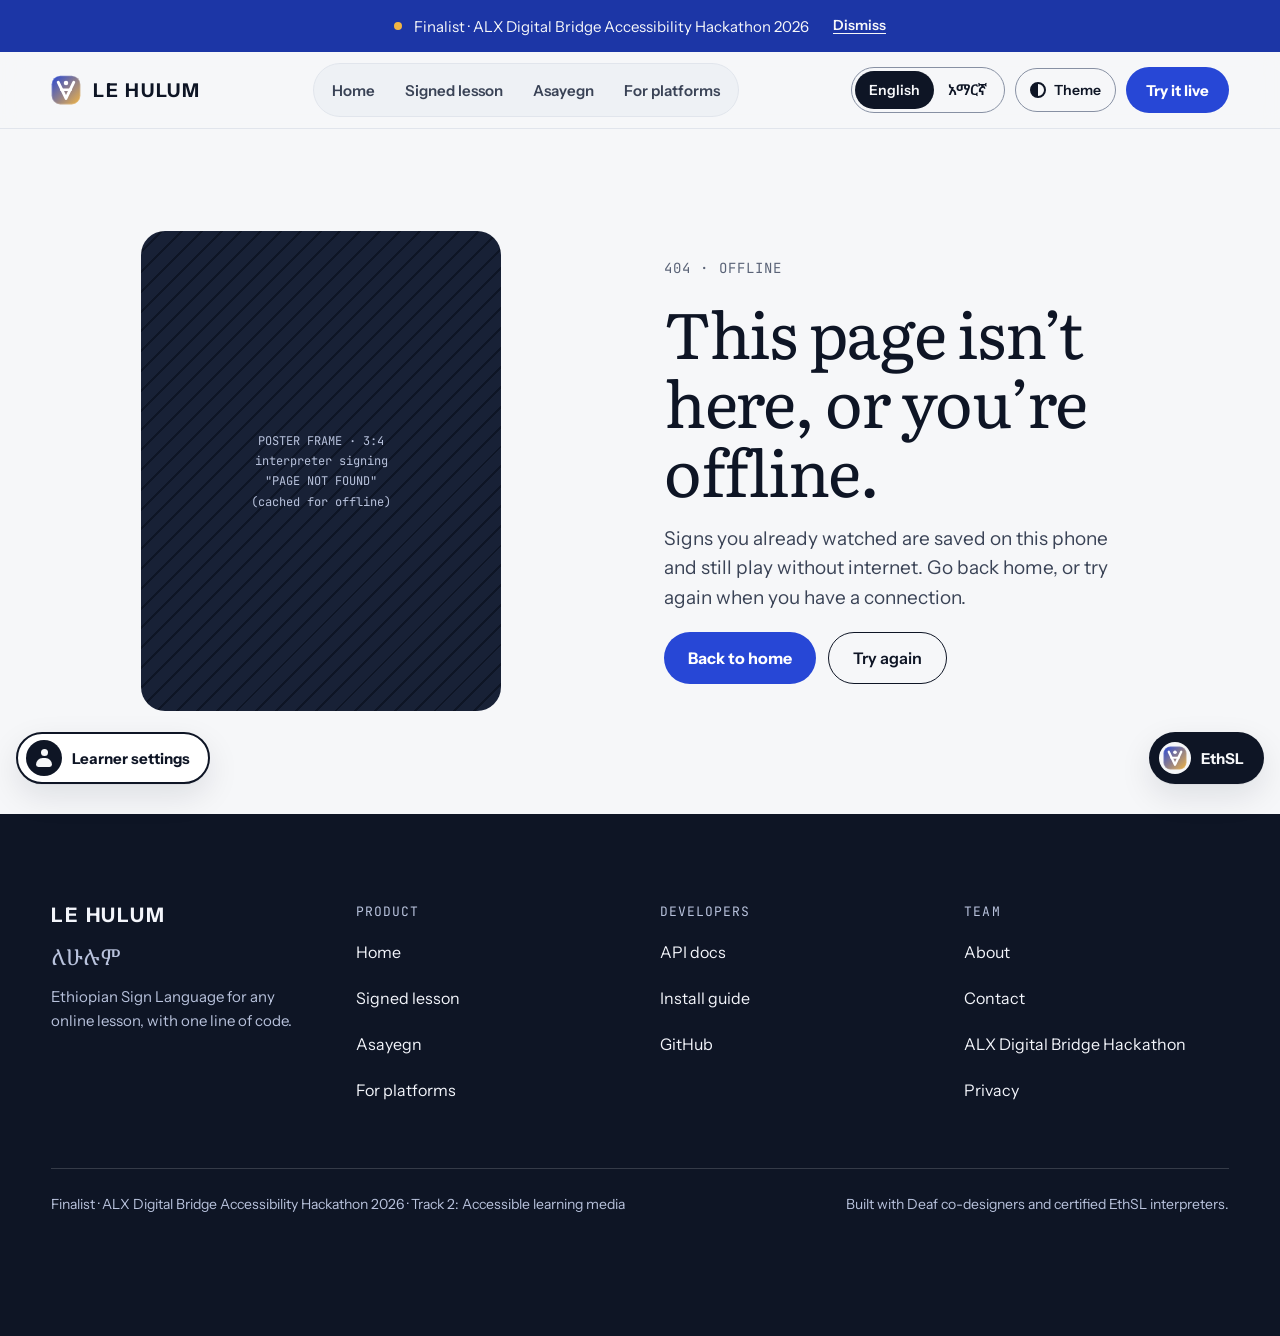 Finalist · ALX Digital Bridge Accessibility Hackathon 2026 Dismiss
LE HULUM
Home Signed lesson Asayegn For platforms
English አማርኛ Theme Try it live
POSTER FRAME · 3:4
interpreter signing
"PAGE NOT FOUND"
(cached for offline)
404 · OFFLINE
This page isn’t
here, or you’re
offline.
Signs you already watched are saved on this phone
and still play without internet. Go back home, or try
again when you have a connection.
Back to home Try again
Learner settings
EthSL
LE HULUM
ለሁሉም
Ethiopian Sign Language for any
online lesson, with one line of code.
PRODUCT
Home
Signed lesson
Asayegn
For platforms
DEVELOPERS
API docs
Install guide
GitHub
TEAM
About
Contact
ALX Digital Bridge Hackathon
Privacy
Finalist · ALX Digital Bridge Accessibility Hackathon 2026 · Track 2: Accessible learning media
Built with Deaf co-designers and certified EthSL interpreters.